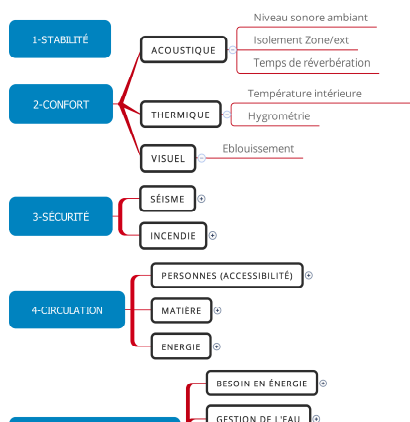 1-STABILITÉ
2-CONFORT
ACOUSTIQUE
Niveau sonore ambiant
Isolement Zone/ext
Temps de réverbération
THERMIQUE
Température intérieure
Hygrométrie
VISUEL
Eblouissement
3-SÉCURITÉ
SÉISME
INCENDIE
4-CIRCULATION
PERSONNES (ACCESSIBILITÉ)
MATIÈRE
ENERGIE
BESOIN EN ÉNERGIE
GESTION DE L'EAU